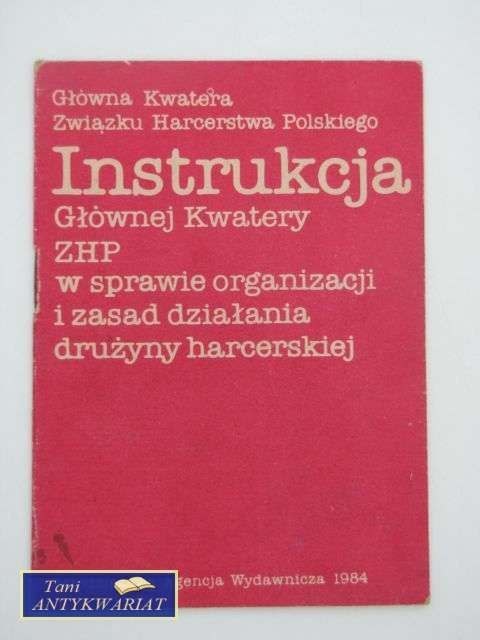 Główna Kwatera
Związku Harcerstwa Polskiego
Instrukcja
Głównej Kwatery
ZHP
w sprawie organizacji
i zasad działania
drużyny harcerskiej
Wydawnicza 1984
Tani
ANTYKWARIAT